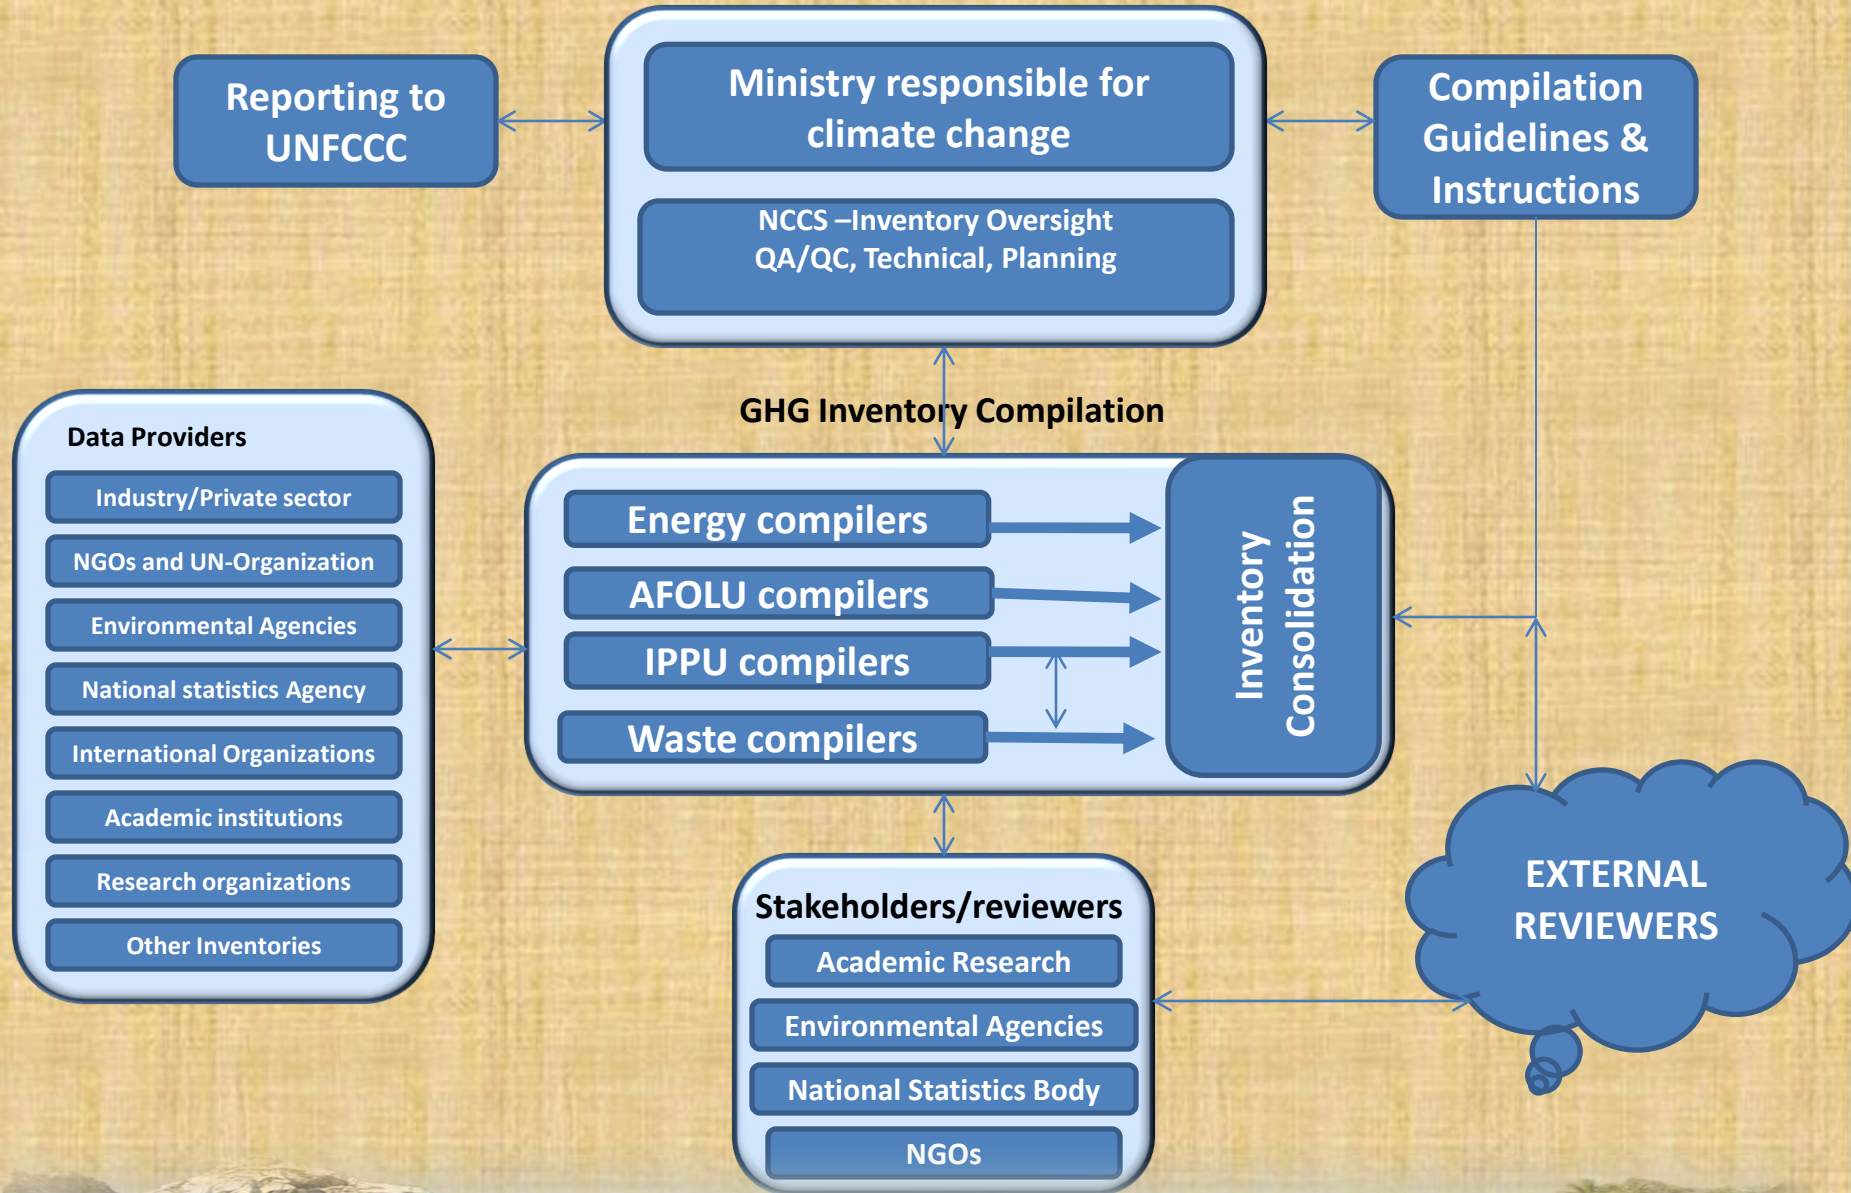 Reporting to
UNFCCC
Ministry responsible for
climate change
NCCS –Inventory Oversight
QA/QC, Technical, Planning
Compilation
Guidelines &
Instructions
GHG Inventory Compilation
Data Providers
Industry/Private sector
NGOs and UN-Organization
Environmental Agencies
National statistics Agency
International Organizations
Academic institutions
Research organizations
Other Inventories
Energy compilers
AFOLU compilers
IPPU compilers
Waste compilers
Inventory
Consolidation
Stakeholders/reviewers
Academic Research
Environmental Agencies
National Statistics Body
NGOs
EXTERNAL
REVIEWERS